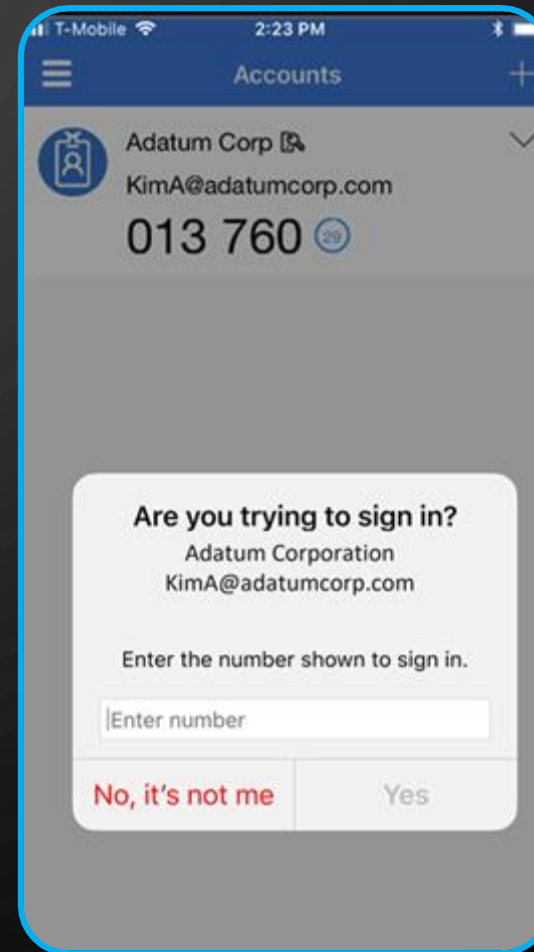 T-Mobile 2:23 PM
Accounts
Adatum Corp
KimA@adatumcorp.com
013 760 29
Are you trying to sign in?
Adatum Corporation
KimA@adatumcorp.com
Enter the number shown to sign in.
Enter number
No, it's not me Yes